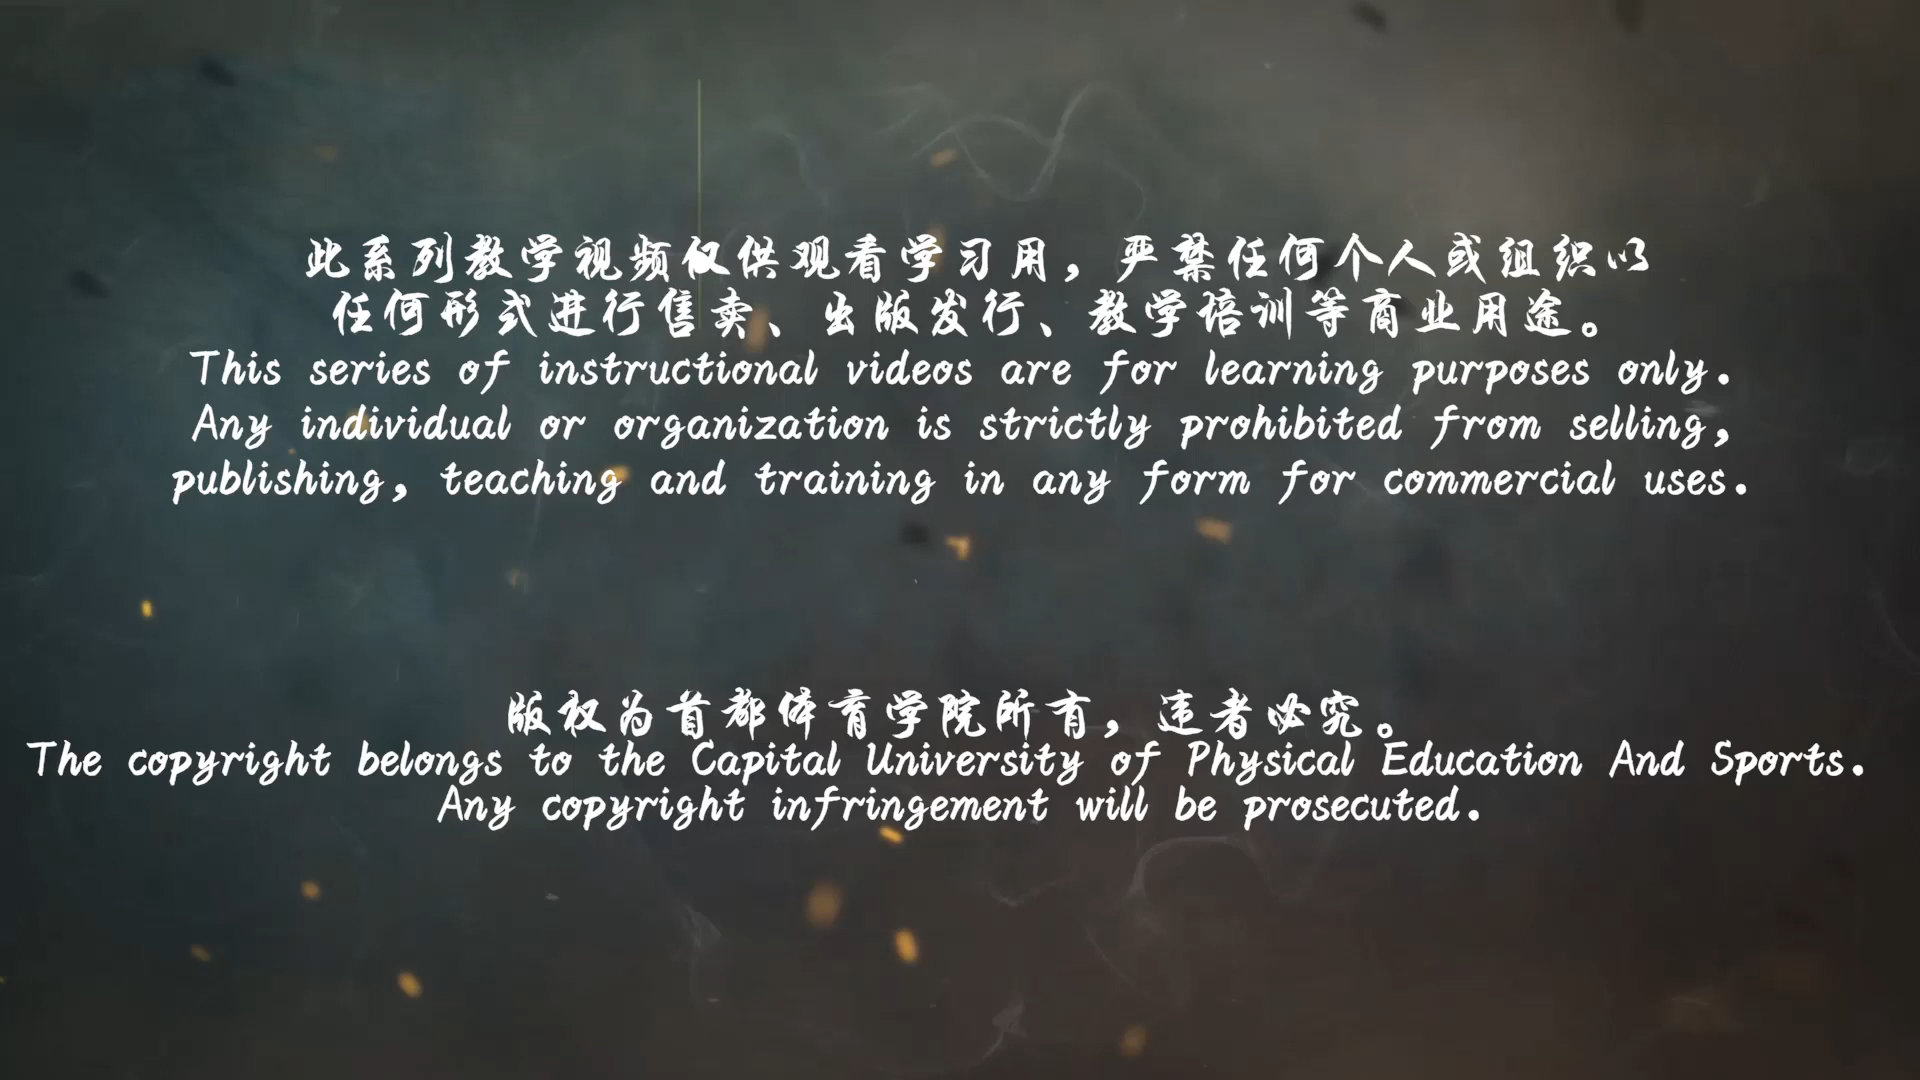 此系列教学视频仅供观看学习用，严禁任何个人或组织以
任何形式进行售卖、出版发行、教学培训等商业用途。
This series of instructional videos are for learning purposes only.
Any individual or organization is strictly prohibited from selling,
publishing, teaching and training in any form for commercial uses.
版权为首都体育学院所有，违者必究。
The copyright belongs to the Capital University of Physical Education And Sports.
Any copyright infringement will be prosecuted.